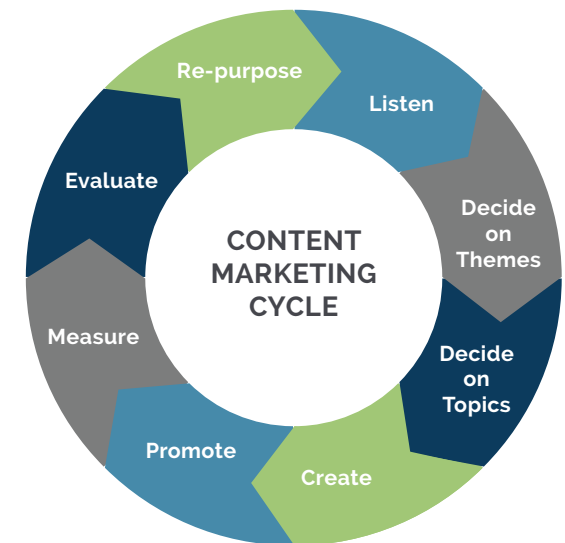 CONTENT
MARKETING
CYCLE
Listen
Decide
on
Themes
Decide
on
Topics
Create
Promote
Measure
Evaluate
Re-purpose